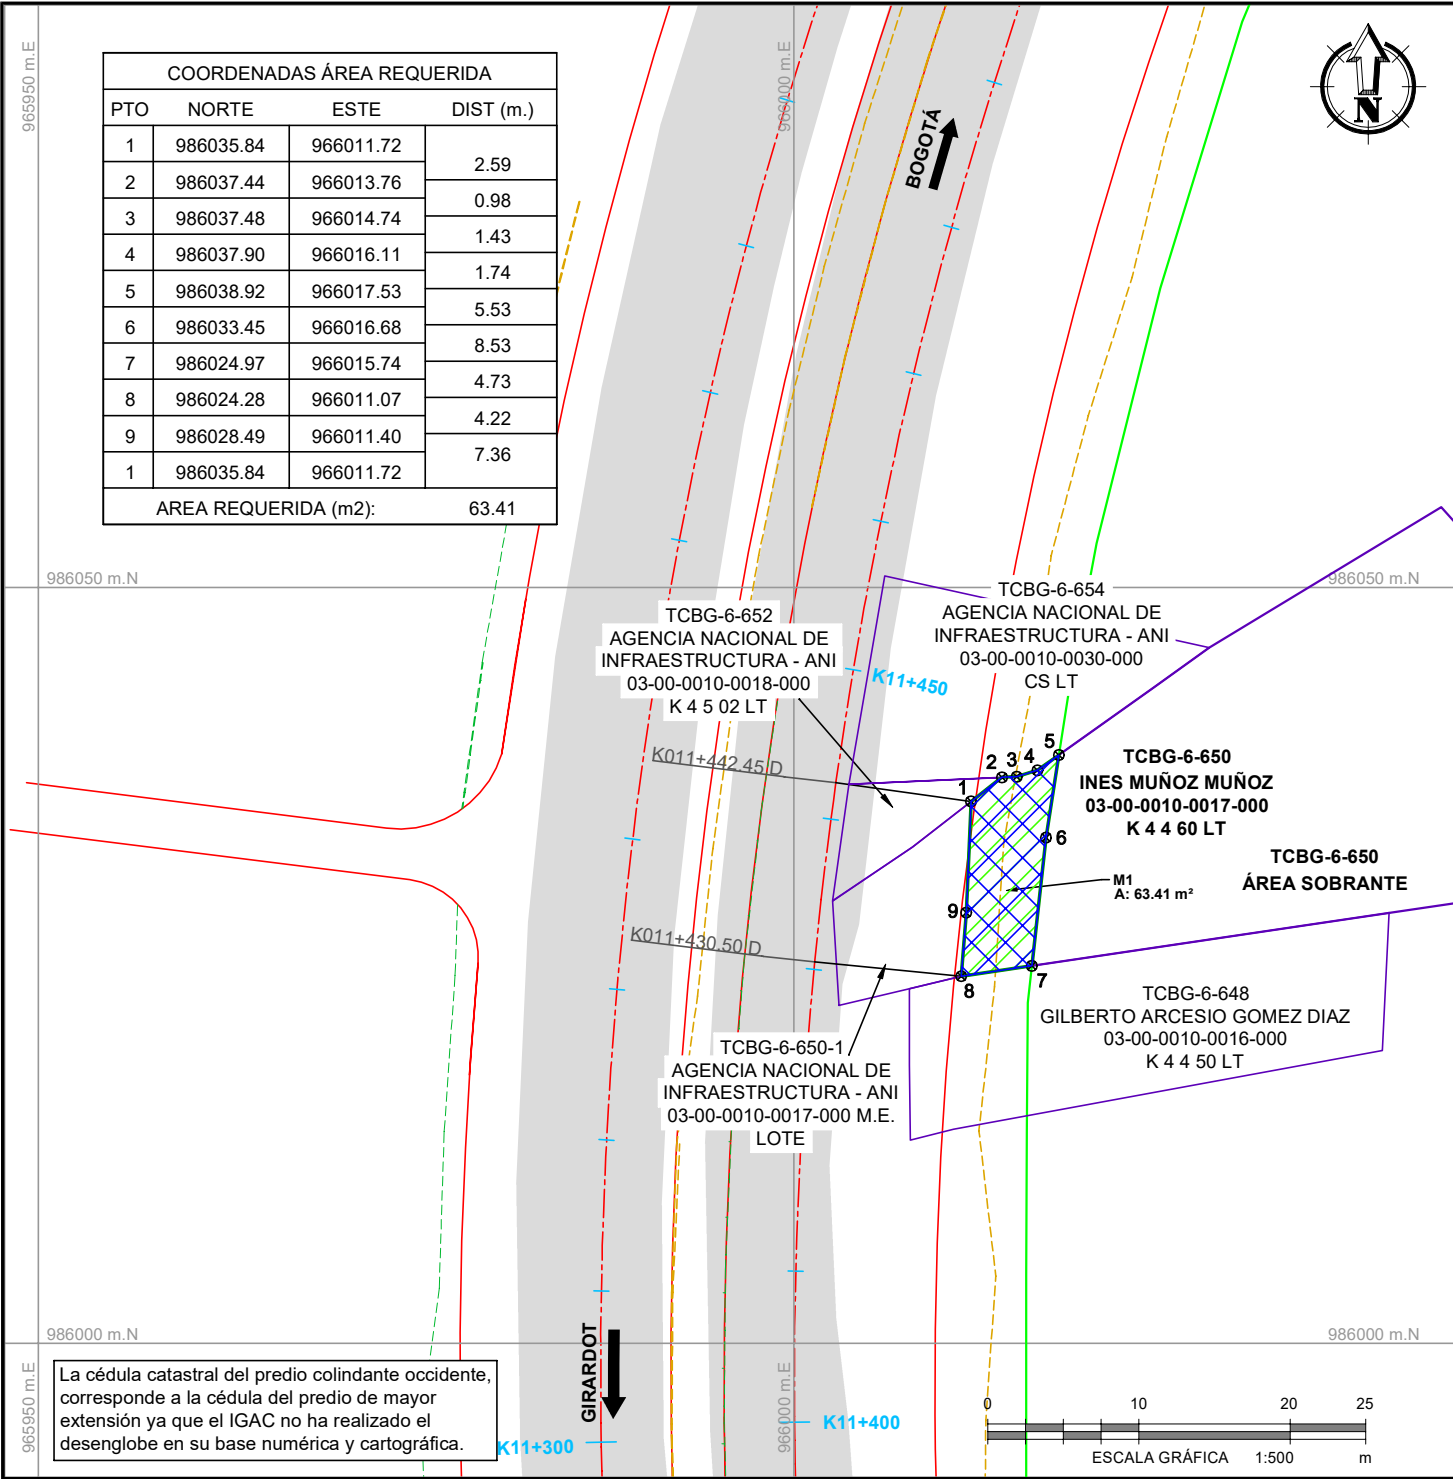 965950 m.E
966000 m.E
COORDENADAS ÁREA REQUERIDA
PTO NORTE ESTE DIST (m.)
1 986035.84 966011.72
2.59
2 986037.44 966013.76
0.98
3 986037.48 966014.74
1.43
4 986037.90 966016.11
1.74
5 986038.92 966017.53
5.53
6 986033.45 966016.68
8.53
7 986024.97 966015.74
4.73
8 986024.28 966011.07
4.22
9 986028.49 966011.40
7.36
1 986035.84 966011.72
AREA REQUERIDA (m2): 63.41
BOGOTÁ
N
986050 m.N
986050 m.N
TCBG-6-652
AGENCIA NACIONAL DE
INFRAESTRUCTURA - ANI
03-00-0010-0018-000
K 4 5 02 LT
TCBG-6-654
AGENCIA NACIONAL DE
INFRAESTRUCTURA - ANI
03-00-0010-0030-000
CS LT
K11+450
K011+442.45 D
1
2
3
4
5
6
7
8
9
TCBG-6-650
INES MUÑOZ MUÑOZ
03-00-0010-0017-000
K 4 4 60 LT
TCBG-6-650
ÁREA SOBRANTE
M1
A: 63.41 m²
K011+430.50 D
TCBG-6-648
GILBERTO ARCESIO GOMEZ DIAZ
03-00-0010-0016-000
K 4 4 50 LT
TCBG-6-650-1
AGENCIA NACIONAL DE
INFRAESTRUCTURA - ANI
03-00-0010-0017-000 M.E.
LOTE
986000 m.N
986000 m.N
GIRARDOT
La cédula catastral del predio colindante occidente,
corresponde a la cédula del predio de mayor
extensión ya que el IGAC no ha realizado el
desenglobe en su base numérica y cartográfica.
965950 m.E
966000 m.E
K11+300
K11+400
0 10 20 25
ESCALA GRÁFICA 1:500 m